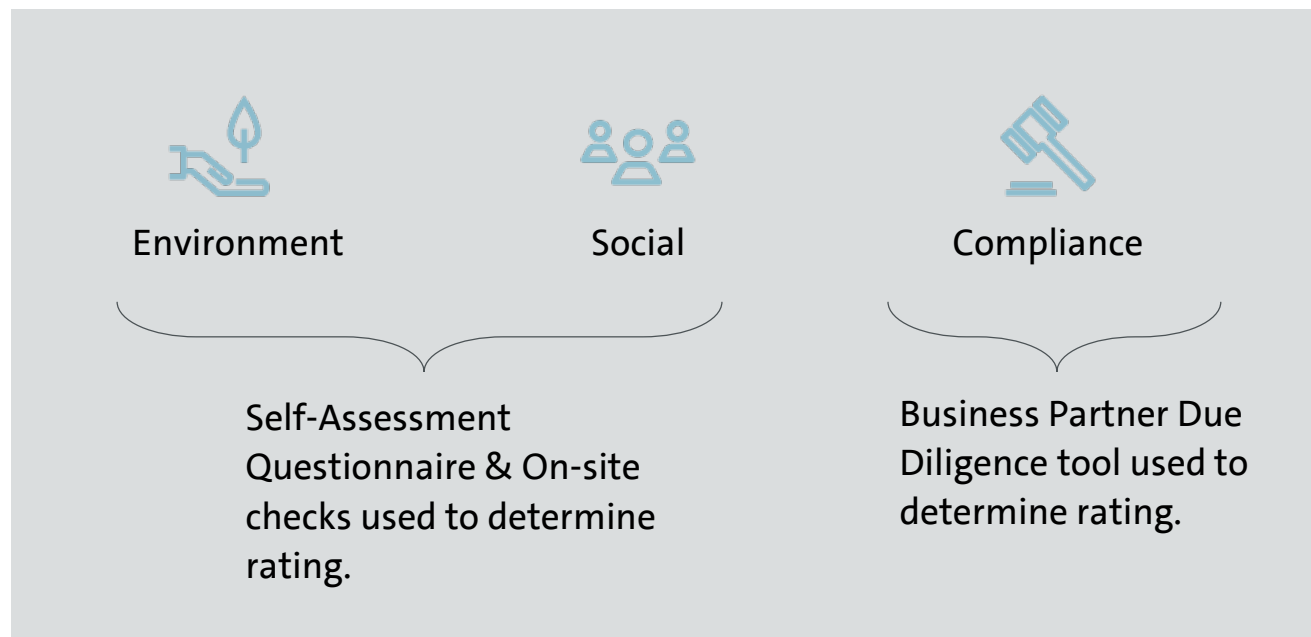 Environment
Social
Compliance
Self-Assessment
Questionnaire & On-site
checks used to determine
rating.
Business Partner Due
Diligence tool used to
determine rating.